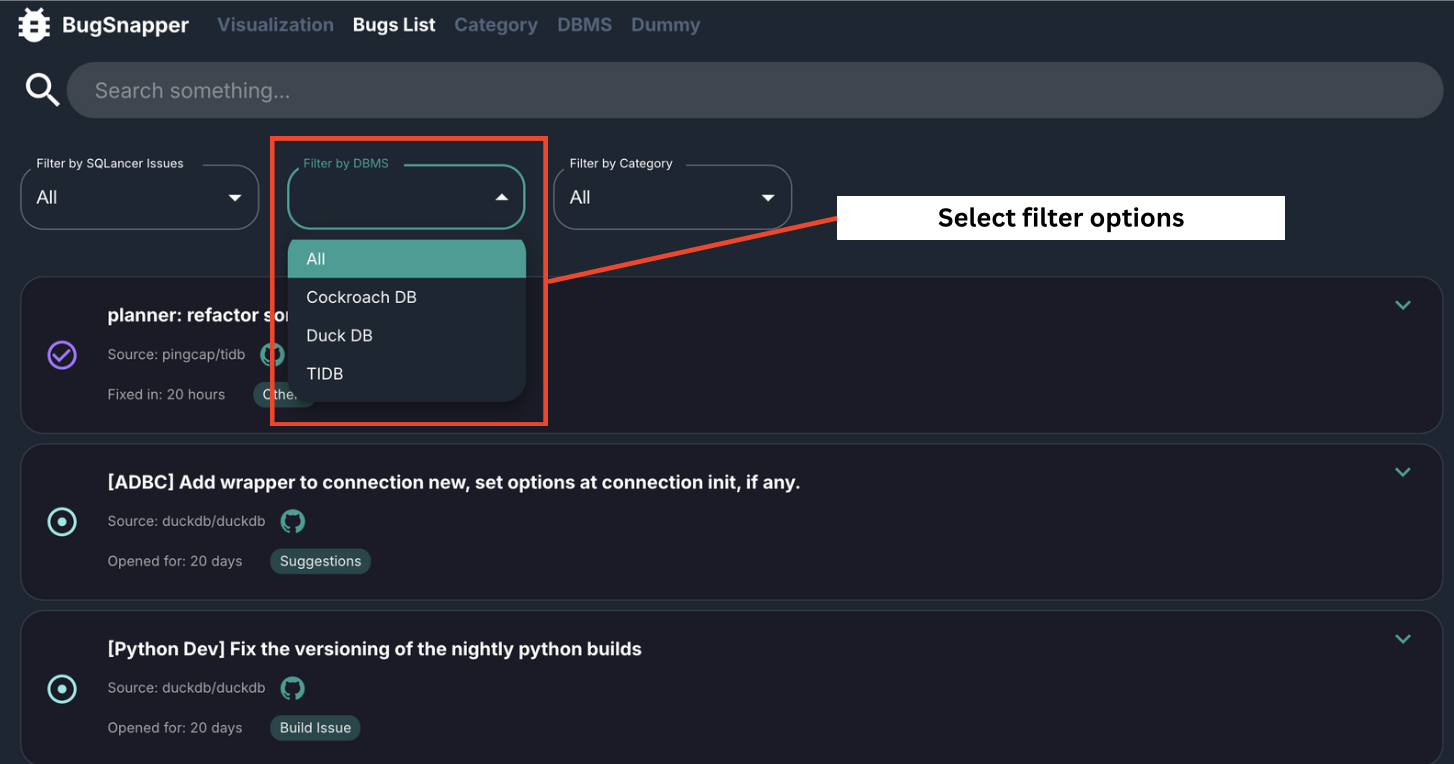 BugSnapper Visualization Bugs List Category DBMS Dummy
Search something...
Filter by SQLancer Issues
All
Filter by DBMS
Filter by Category
All
Select filter options
All
Cockroach DB
Duck DB
TIDB
planner: refactor
Source: pingcap/tidb
Fixed in: 20 hours
[ADBC] Add wrapper to connection new, set options at connection init, if any.
Source: duckdb/duckdb
Opened for: 20 days Suggestions
[Python Dev] Fix the versioning of the nightly python builds
Source: duckdb/duckdb
Opened for: 20 days Build Issue